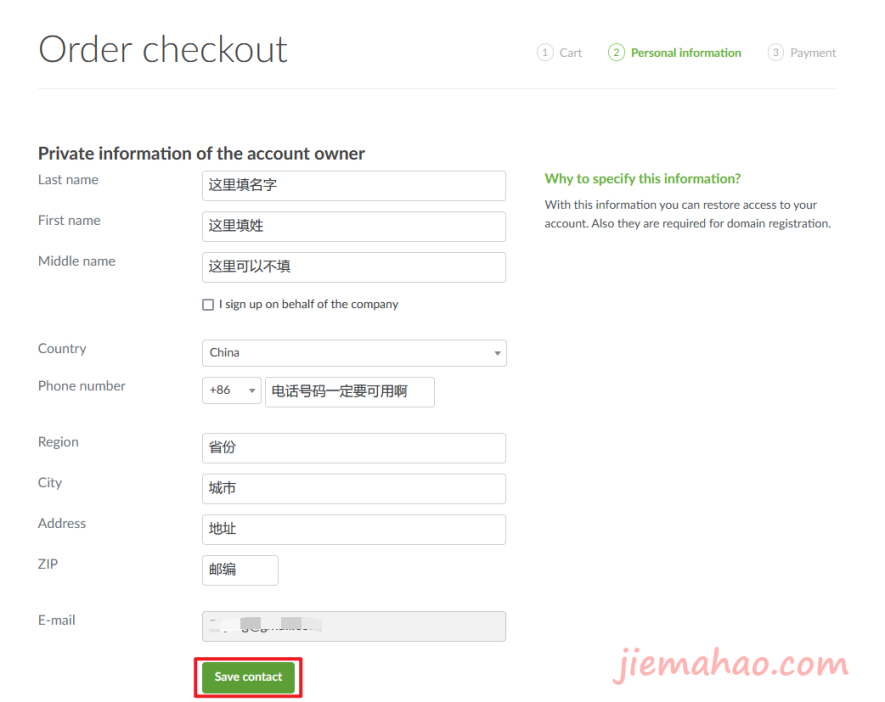 Order checkout
1 Cart 2 Personal information 3 Payment
Private information of the account owner
Last name 这里填名字
First name 这里填姓
Middle name 这里可以不填
I sign up on behalf of the company
Country China
Phone number +86 电话号码一定要可用啊
Region 省份
City 城市
Address 地址
ZIP 邮编
E-mail
Save contact
Why to specify this information?
With this information you can restore access to your
account. Also they are required for domain registration.
jiemahao.com